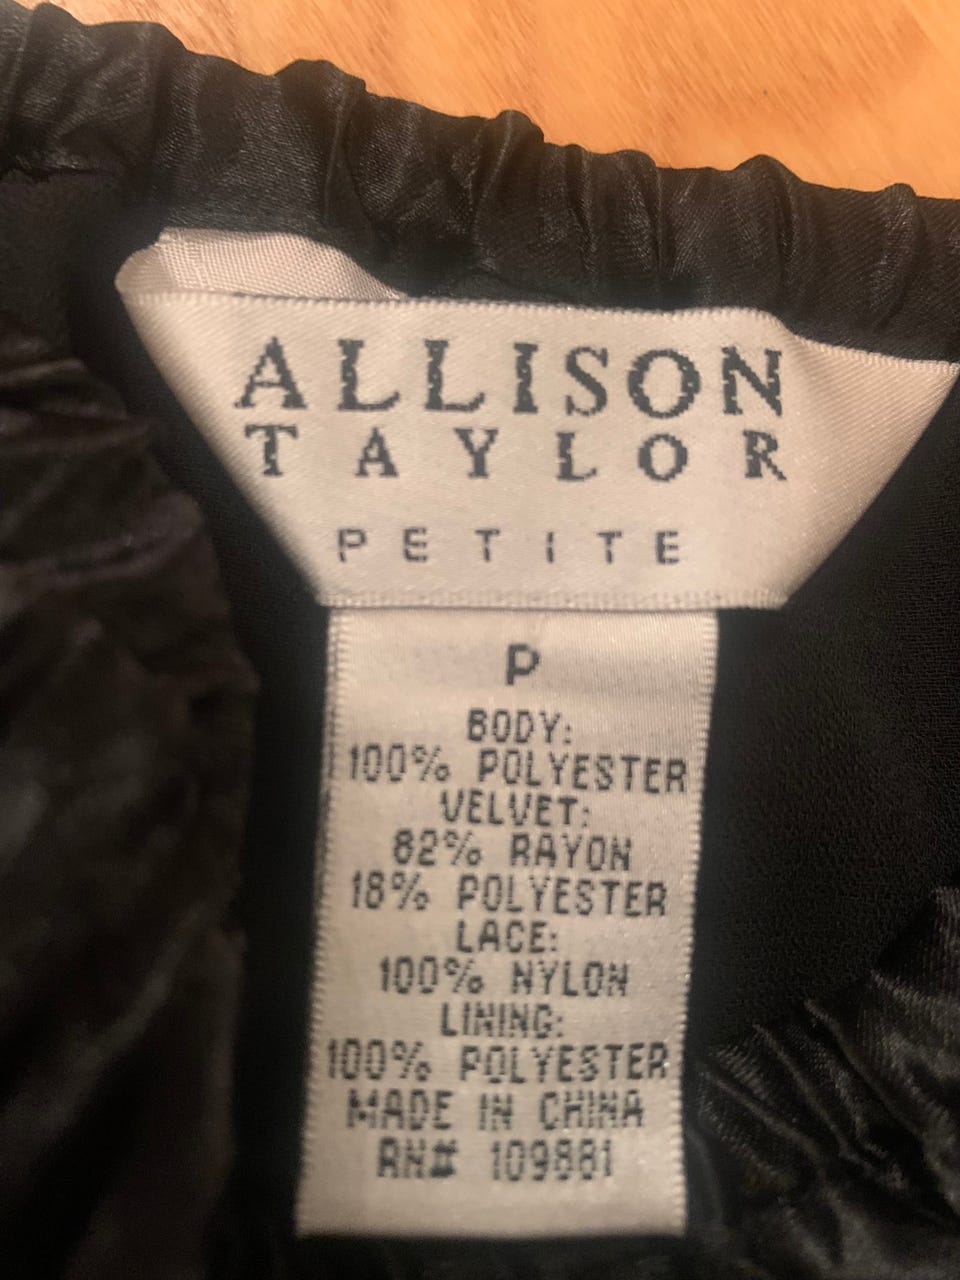 ALLISON
TAYLOR
PETITE
P
BODY:
100% POLYESTER
VELVET:
82% RAYON
18% POLYESTER
LACE:
100% NYLON
LINING:
100% POLYESTER
MADE IN CHINA
RN# 109881